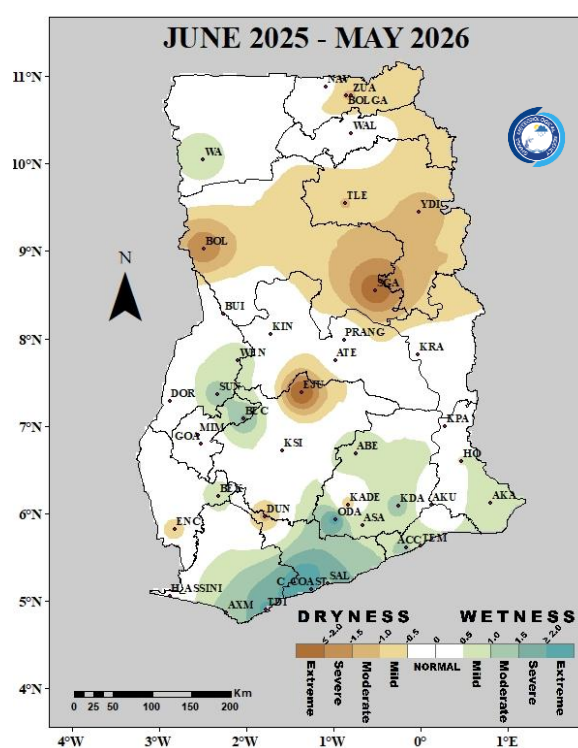 JUNE 2025 - MAY 2026
11°N
10°N
9°N
8°N
7°N
6°N
5°N
4°N
NAV
ZUA
BOLGA
WAL
WA
TLE
YDI
BOL
SGA
N
BUI
KIN
PRANG
WEN
ATE
KRA
SUN
EJU
DOR
BEC
KPA
MIM
GOA
KSI
ABE
HO
BEK
KADE
KDA
AKU
AKA
DUN
ODA
ASA
ENC
ACC
TEM
H_ASSINI
C_COAST
SAL
AXM
TDI
DRYNESS WETNESS
≤ -2.0 -1.5 -1.0 -0.5 0 0.5 1.0 1.5 ≥ 2.0
Extreme Severe Moderate Mild NORMAL Mild Moderate Severe Extreme
0 25 50 100 150 200 Km
4°W 3°W 2°W 1°W 0° 1°E